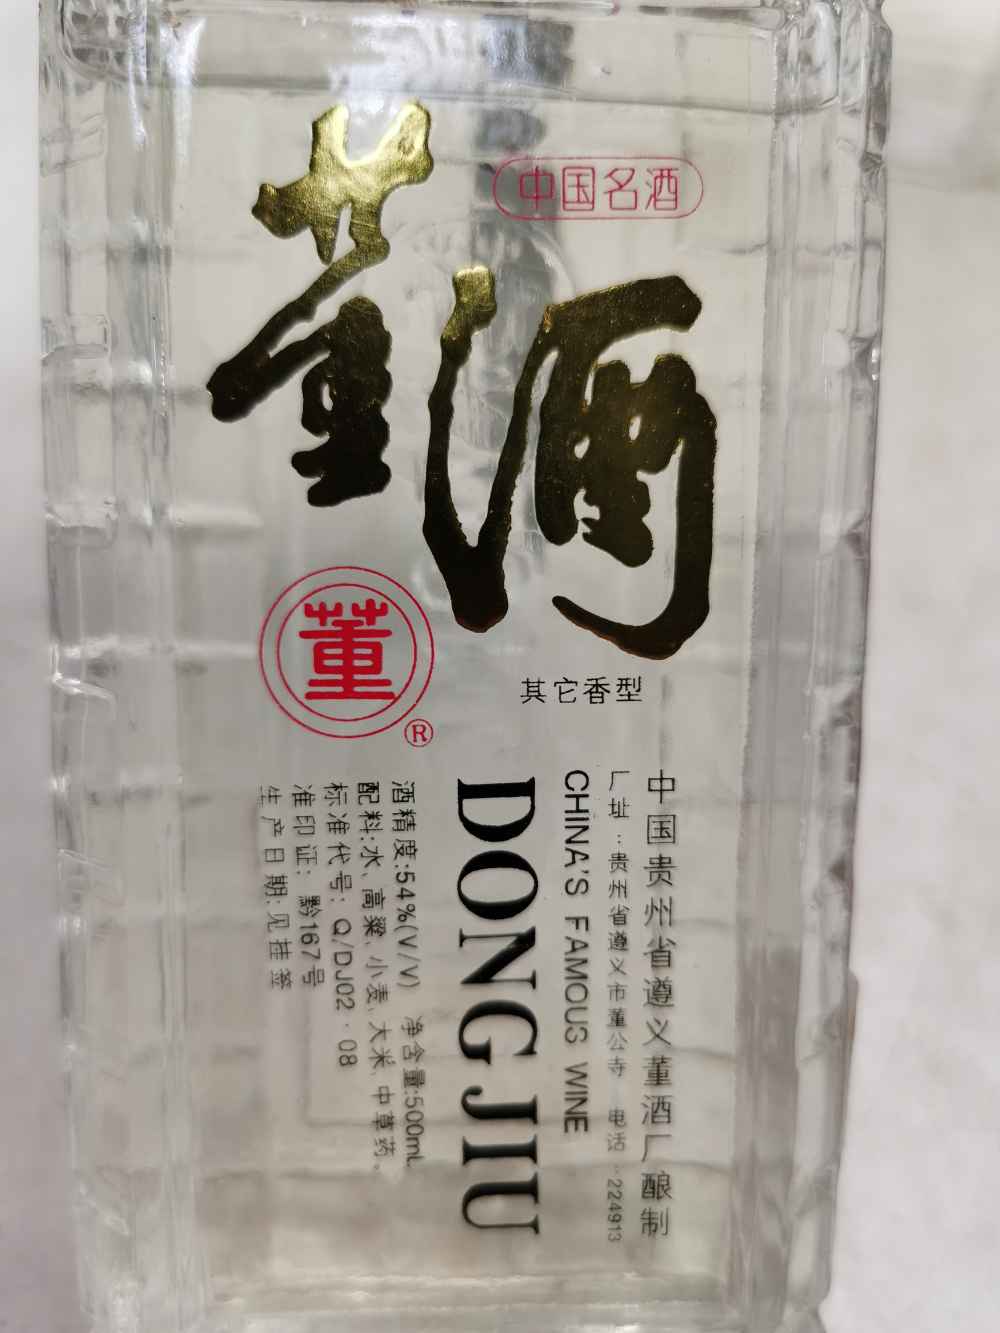 中国名酒
董酒
董
®
其它香型
中国贵州省遵义董酒厂酿制
厂址:贵州省遵义市董公寺 电话:224913
CHINA'S FAMOUS WINE
DONG JIU
酒精度:54%(V/V) 净含量:500mL
配料:水、高粱、小麦、大米、中草药。
标准代号: Q/DJ02·08
准印证: 黔167号
生产日期:见挂签